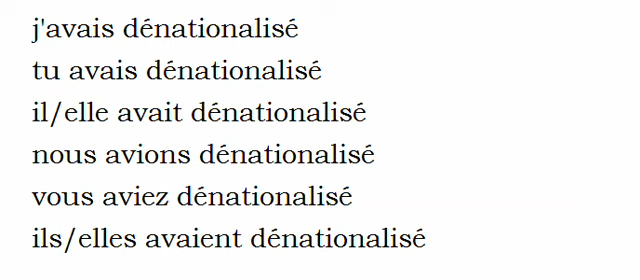 j'avais dénationalisé
tu avais dénationalisé
il/elle avait dénationalisé
nous avions dénationalisé
vous aviez dénationalisé
ils/elles avaient dénationalisé